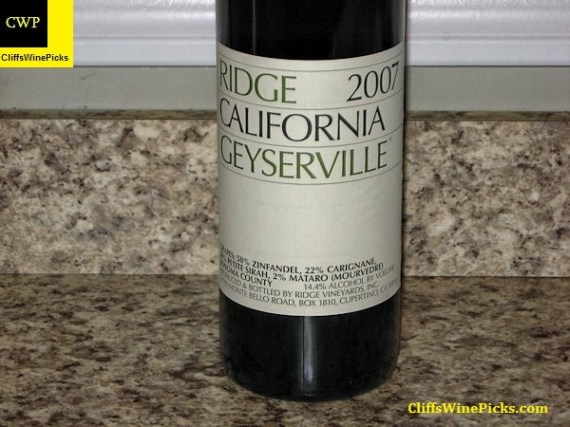 CWP
CliffsWinePicks
RIDGE 2007
CALIFORNIA
GEYSERVILLE
58% ZINFANDEL, 22% CARIGNANE,
PETITE SIRAH, 2% MATARO (MOURVEDRE)
COUNTY 14.4% ALCOHOL BY VOLUME
& BOTTLED BY RIDGE VINEYARDS, INC.
MONTE BELLO ROAD, BOX 1810, CUPERTINO, CA
CliffsWinePicks.com